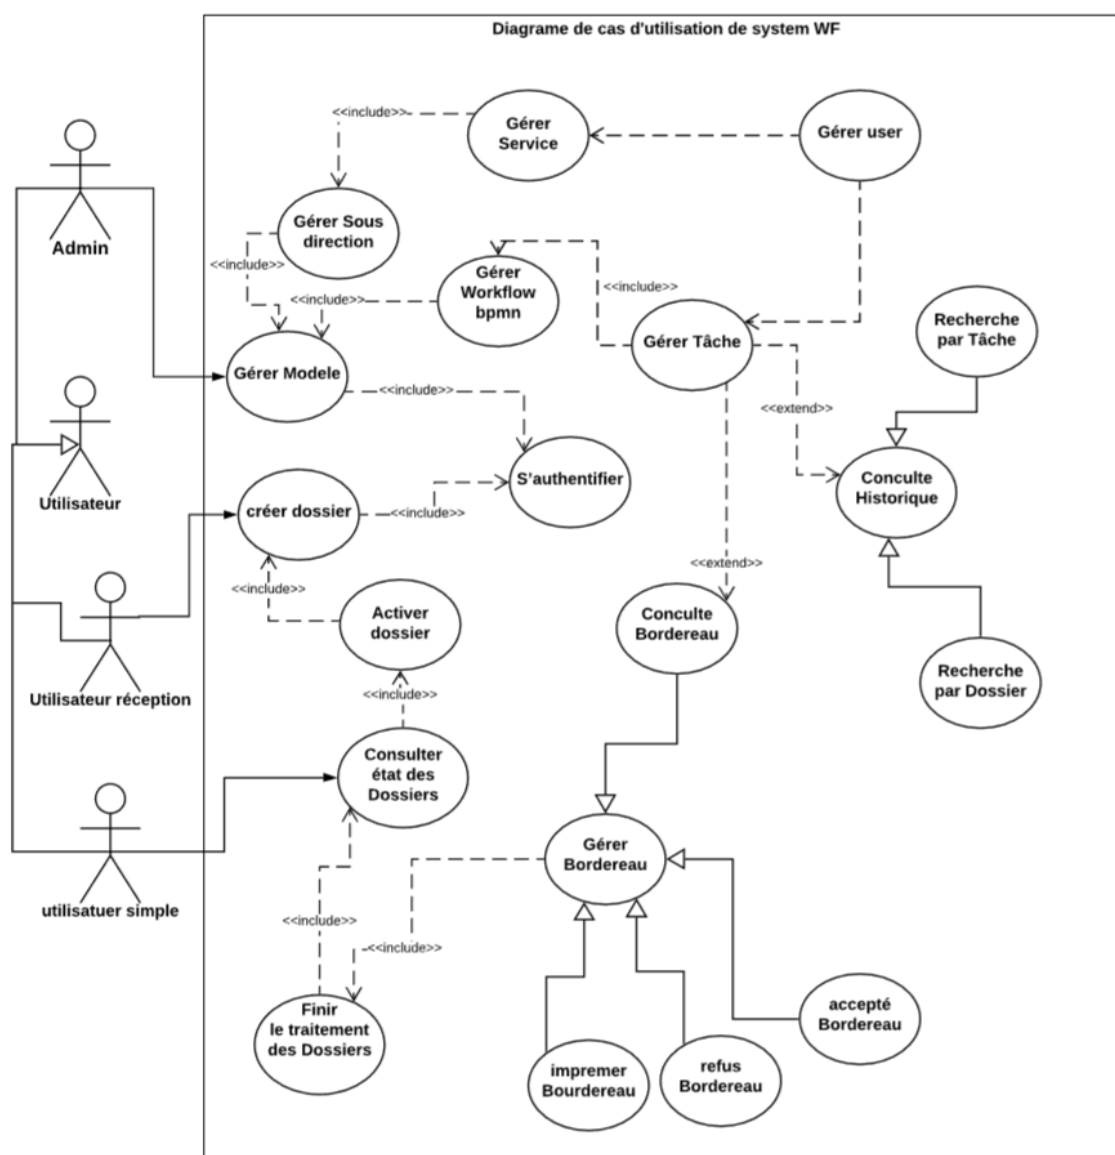 Diagrame de cas d'utilisation de system WF
<<include>>
Gérer
Service
Gérer user
Admin
Gérer Sous
direction
<<include>>
Gérer
Workflow
bpmn
<<include>>
<<include>>
Gérer Tâche
Recherche
par Tâche
Gérer Modele
<<include>>
<<extend>>
Utilisateur
créer dossier
<<include>>
S'authentifier
Conculte
Historique
<<include>>
Activer
dossier
<<extend>>
Conculte
Bordereau
Utilisateur réception
<<include>>
Recherche
par Dossier
Consulter
état des
Dossiers
utilisatuer simple
Gérer
Bordereau
<<include>>
<<include>>
Finir
le traitement
des Dossiers
accepté
Bordereau
impremer
Bourdereau
refus
Bordereau